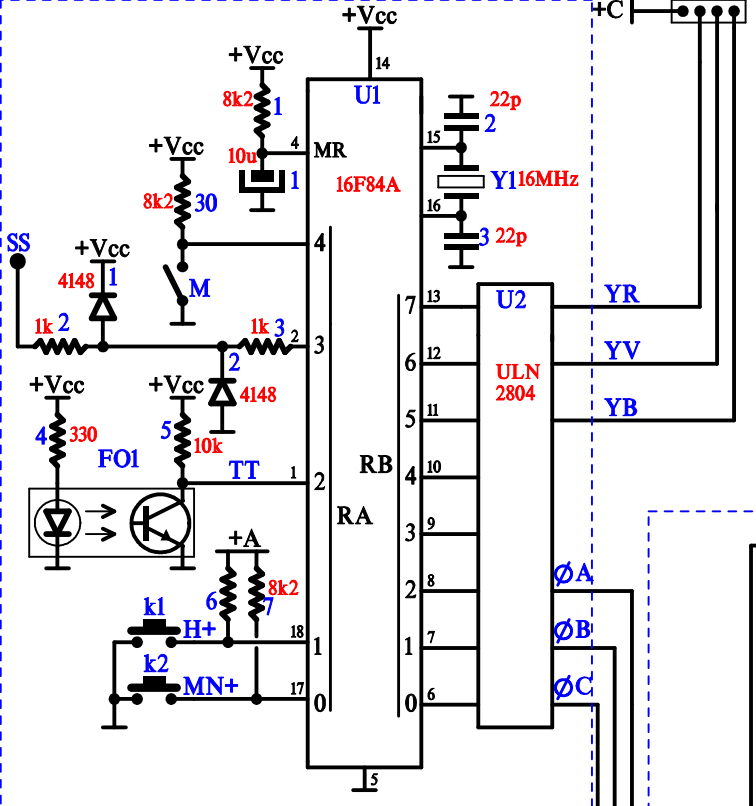 +Vcc
+C
14
+Vcc
U1
8k2 1
22p
2
15
4 MR
10u
1
16F84A
Y1 16MHz
+Vcc
8k2 30
16
3 22p
4
SS
+Vcc
4148 1
M
U2
7 13
YR
1k 2
1k 3 2
3
2
4148
6 12
YV
ULN
2804
+Vcc
+Vcc
5 11
YB
4 330
5 10k
FO1
TT
1
2
RB
4 10
RA
3 9
+A
8k2
6
7
2 8
ØA
k1
H+
18
1
1 7
ØB
k2
MN+
17
0
0 6
ØC
5